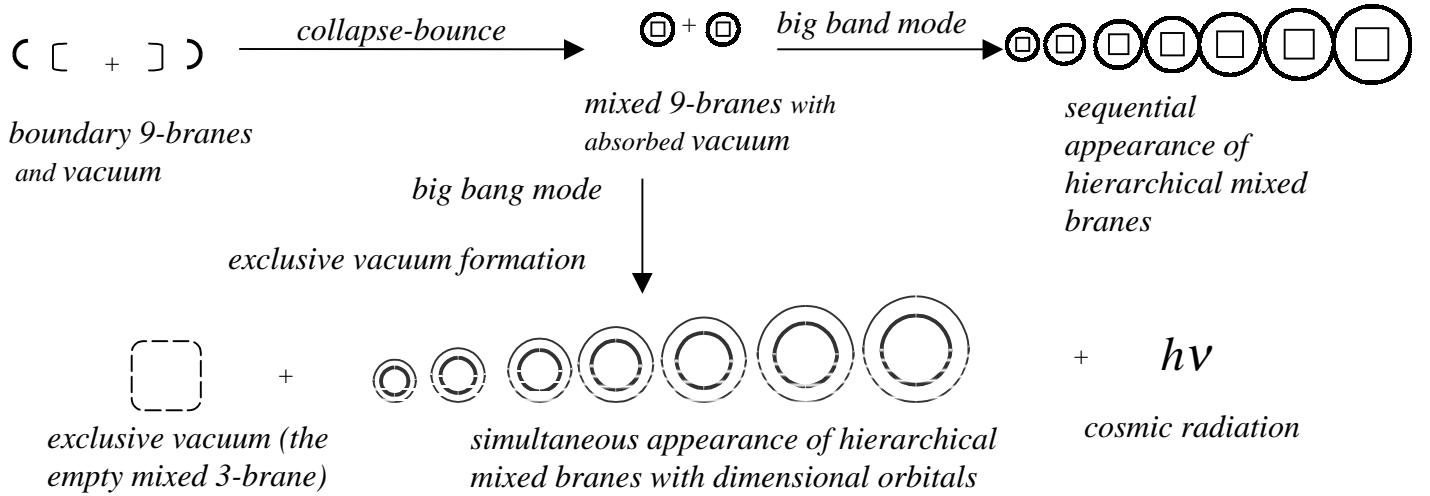 collapse-bounce
+
big band mode
+
boundary 9-branes
and vacuum
mixed 9-branes with
absorbed vacuum
sequential
appearance of
hierarchical mixed
branes
big bang mode
exclusive vacuum formation
+
+
hν
exclusive vacuum (the
empty mixed 3-brane)
simultaneous appearance of hierarchical
mixed branes with dimensional orbitals
cosmic radiation